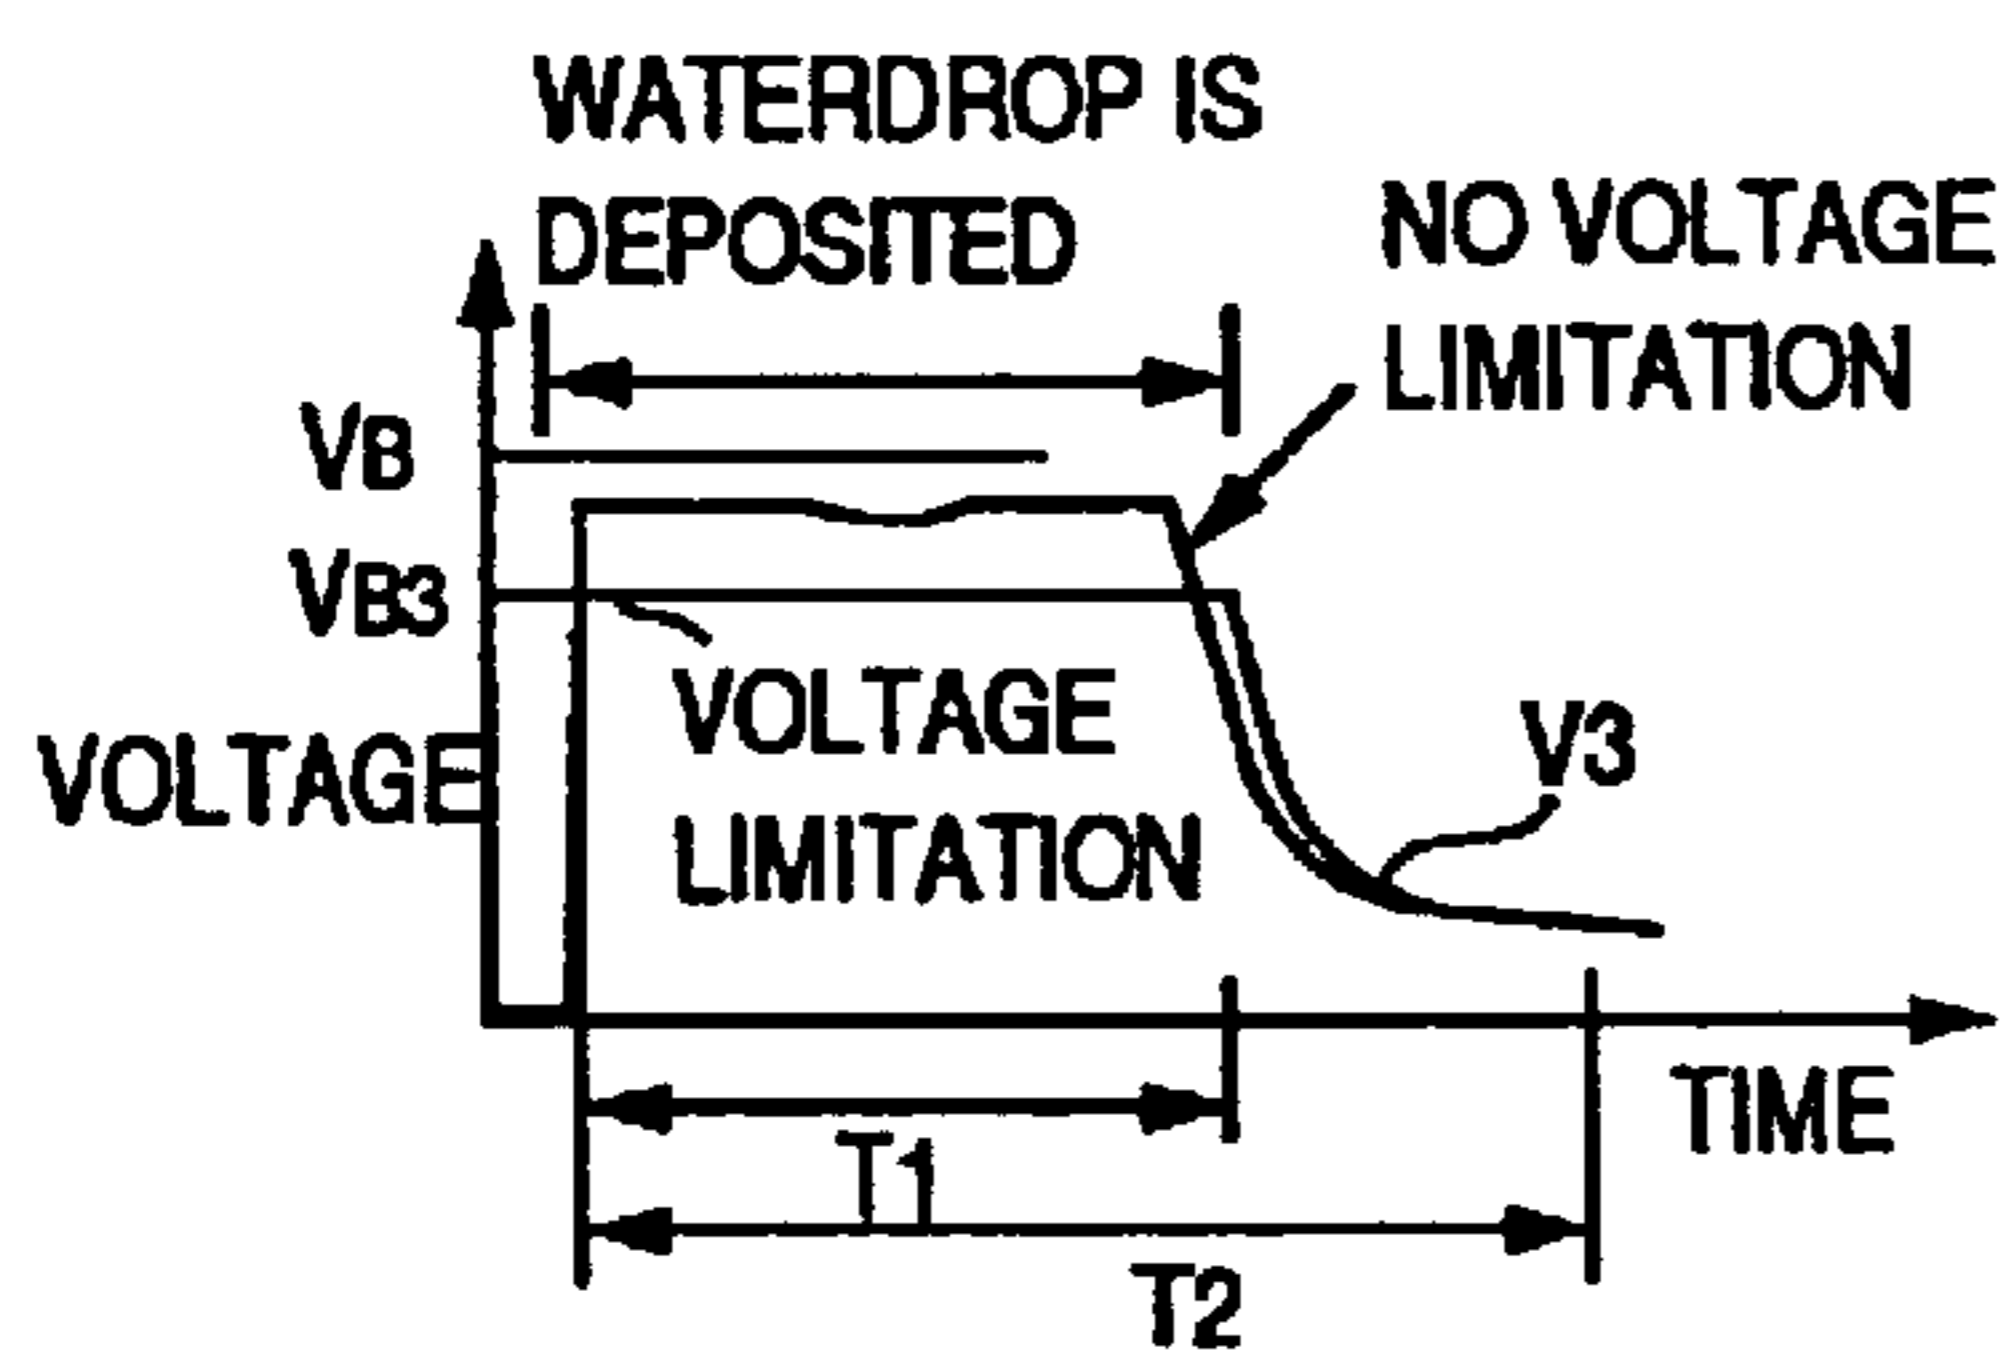 WATERDROP IS
DEPOSITED
NO VOLTAGE
LIMITATION
VB
VB3
VOLTAGE
VOLTAGE
LIMITATION
V3
TIME
T1
T2